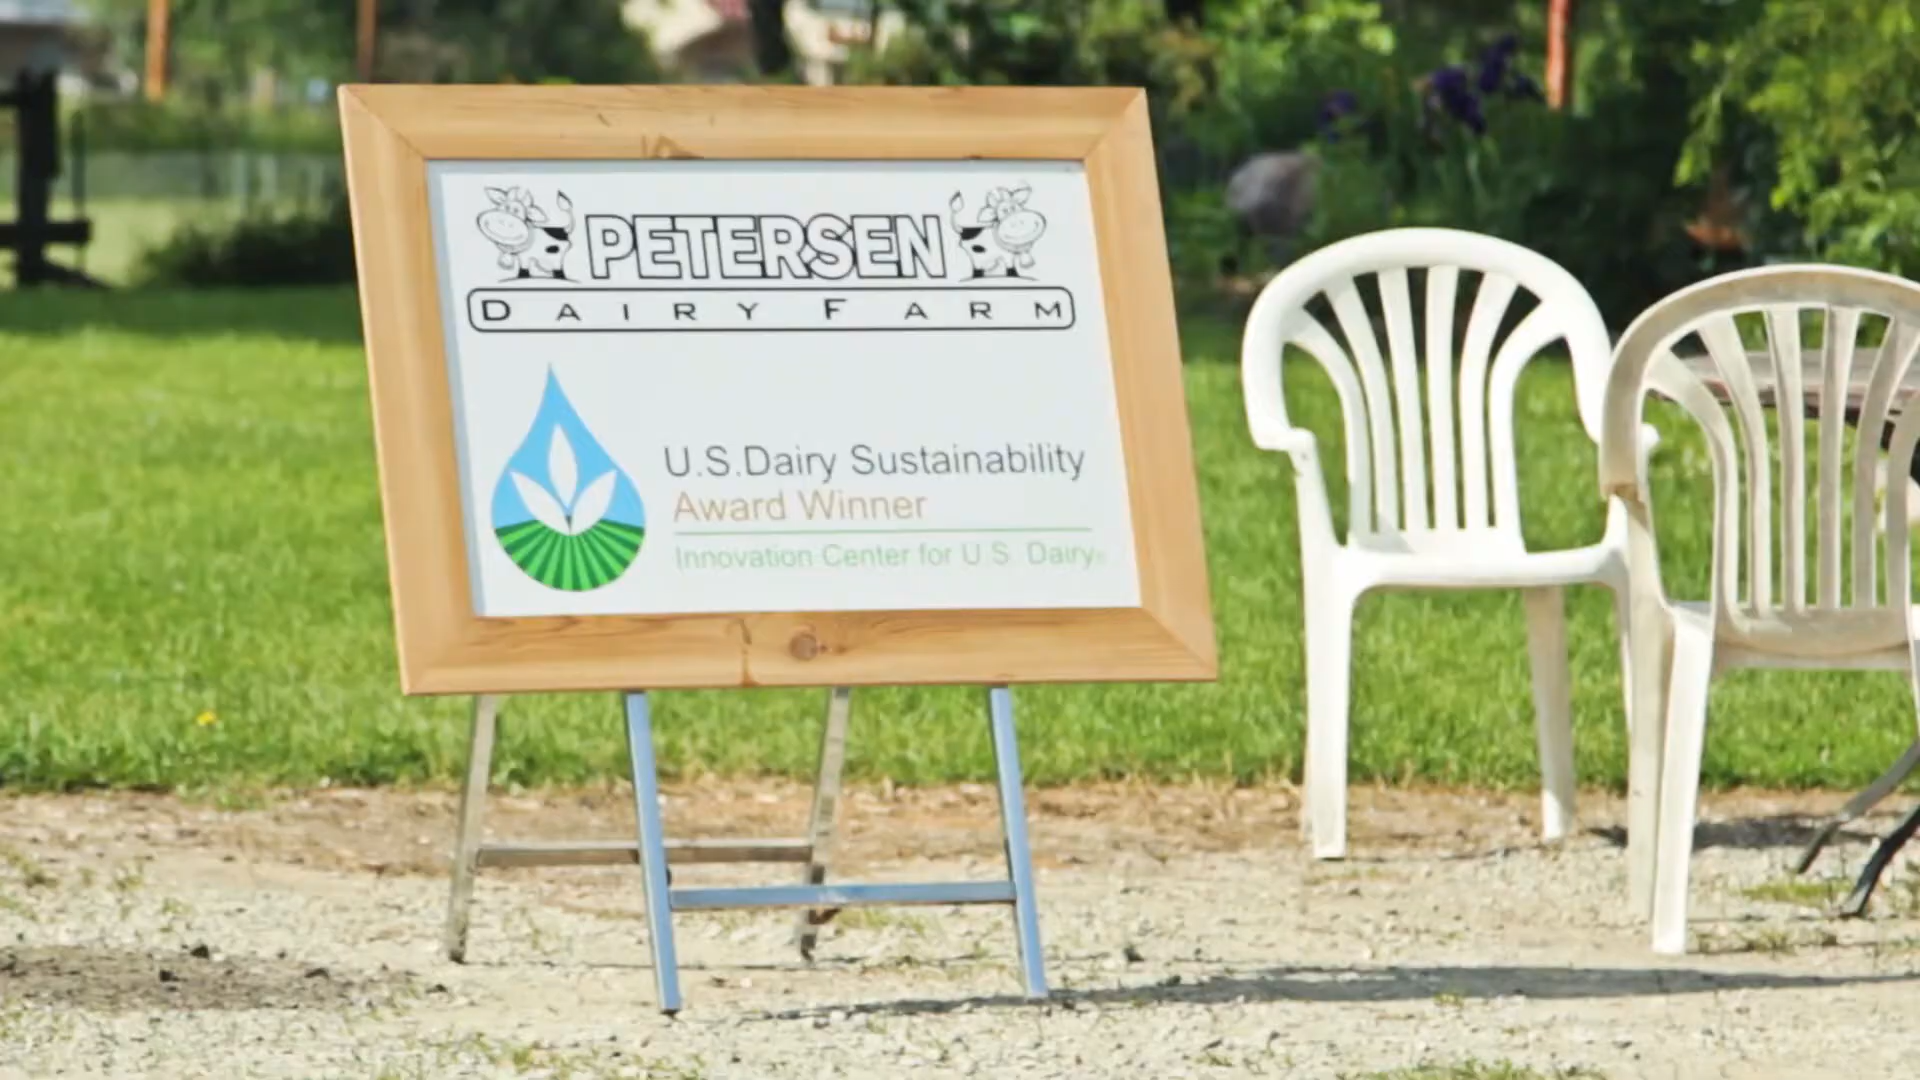 PETERSEN
DAIRY FARM
U.S.Dairy Sustainability
Award Winner
Innovation Center for U.S. Dairy®